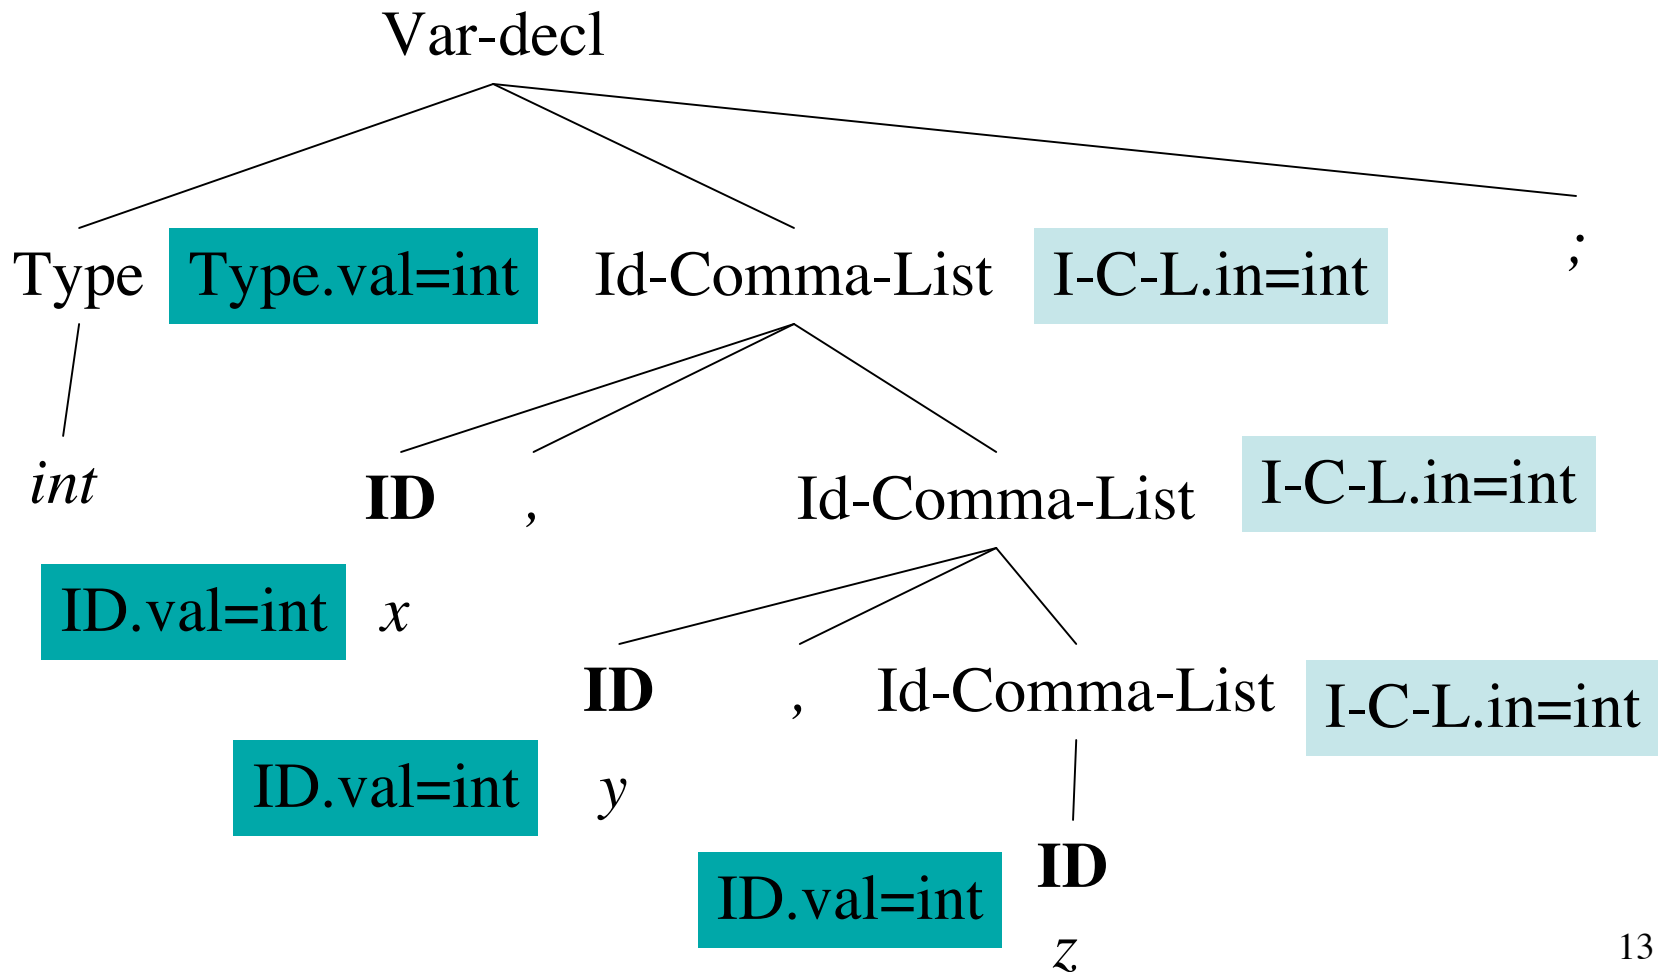 Var-decl
Type Type.val=int Id-Comma-List I-C-L.in=int ;
int ID , Id-Comma-List I-C-L.in=int
ID.val=int x
ID , Id-Comma-List I-C-L.in=int
ID.val=int y
ID.val=int ID
z
13